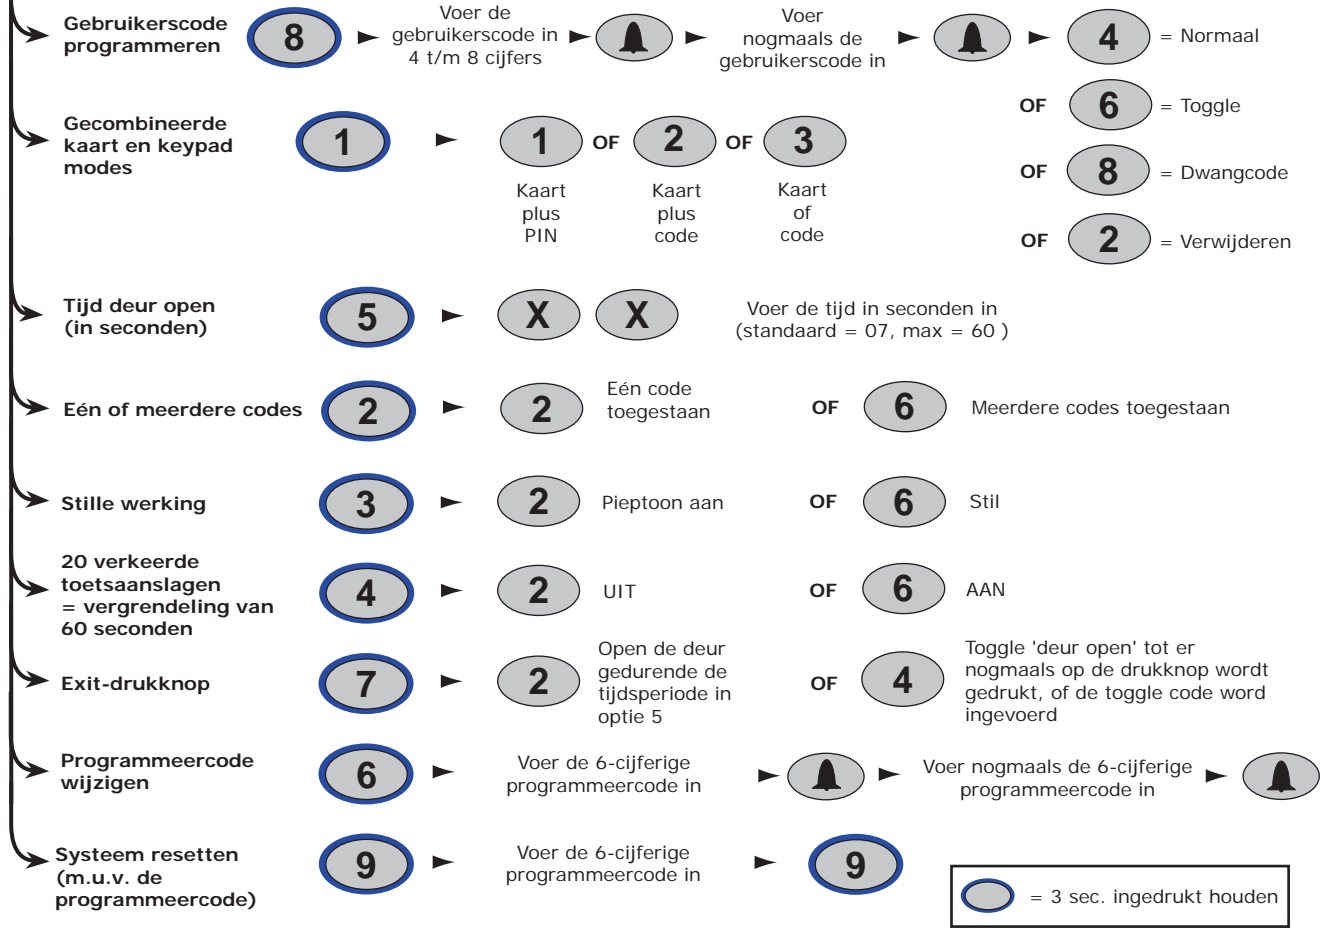 Gebruikerscode
programmeren
8
Voer de
gebruikerscode in
4 t/m 8 cijfers
Voer
nogmaals de
gebruikerscode in
4 = Normaal
OF 6 = Toggle
OF 8 = Dwangcode
OF 2 = Verwijderen
Gecombineerde
kaart en keypad
modes
1
1 OF 2 OF 3
Kaart
plus
PIN
Kaart
plus
code
Kaart
of
code
Tijd deur open
(in seconden)
5
X X
Voer de tijd in seconden in
(standaard = 07, max = 60 )
Eén of meerdere codes
2
2
Eén code
toegestaan
OF 6 Meerdere codes toegestaan
Stille werking
3
2 Pieptoon aan
OF 6 Stil
20 verkeerde
toetsaanslagen
= vergrendeling van
60 seconden
4
2 UIT
OF 6 AAN
Exit-drukknop
7
2
Open de deur
gedurende de
tijdsperiode in
optie 5
OF 4
Toggle 'deur open' tot er
nogmaals op de drukknop wordt
gedrukt, of de toggle code word
ingevoerd
Programmeercode
wijzigen
6
Voer de 6-cijferige
programmeercode in
Voer nogmaals de 6-cijferige
programmeercode in
Systeem resetten
(m.u.v. de
programmeercode)
9
Voer de 6-cijferige
programmeercode in
9
= 3 sec. ingedrukt houden